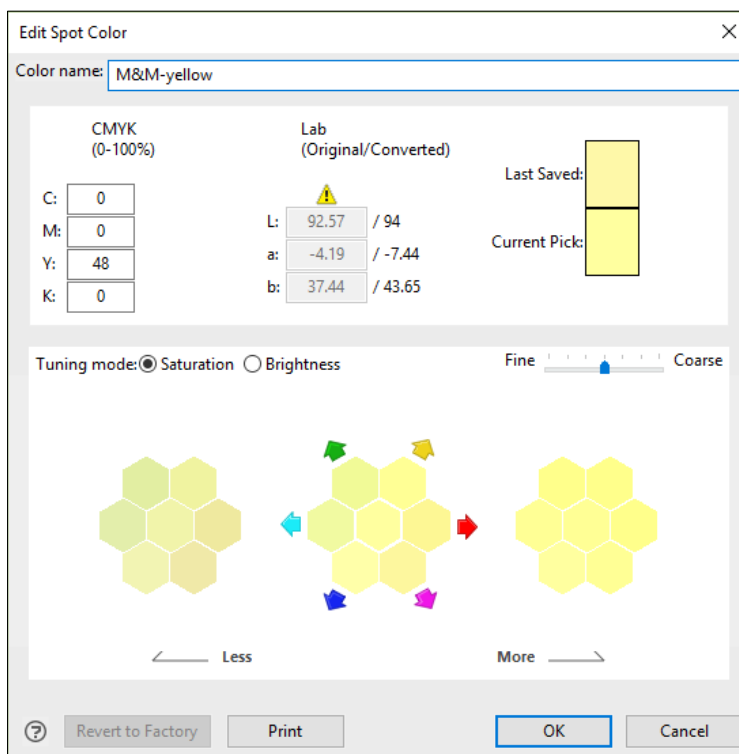 Edit Spot Color
Color name: M&M-yellow
CMYK
(0-100%)
C: 0
M: 0
Y: 48
K: 0
Lab
(Original/Converted)
L: 92.57 / 94
a: -4.19 / -7.44
b: 37.44 / 43.65
Last Saved:
Current Pick:
Tuning mode: Saturation Brightness
Fine Coarse
Less More
? Revert to Factory Print OK Cancel